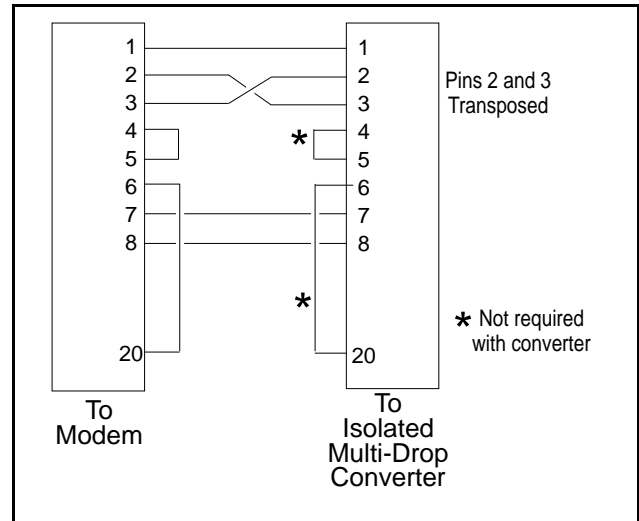 1 1
2 2
3 3
4 * 4
5 5
6 6
7 7
8 8
*
20 20
Pins 2 and 3
Transposed
* Not required
with converter
To
Modem
To
Isolated
Multi-Drop
Converter